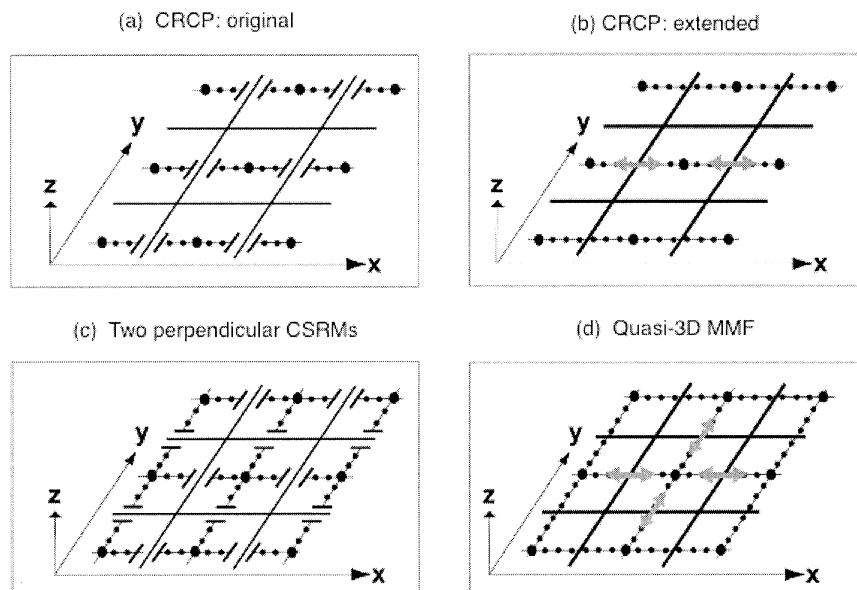 (a) CRCP: original
(b) CRCP: extended
y
z
x
y
z
x
(c) Two perpendicular CSRMs
(d) Quasi-3D MMF
y
z
x
y
z
x